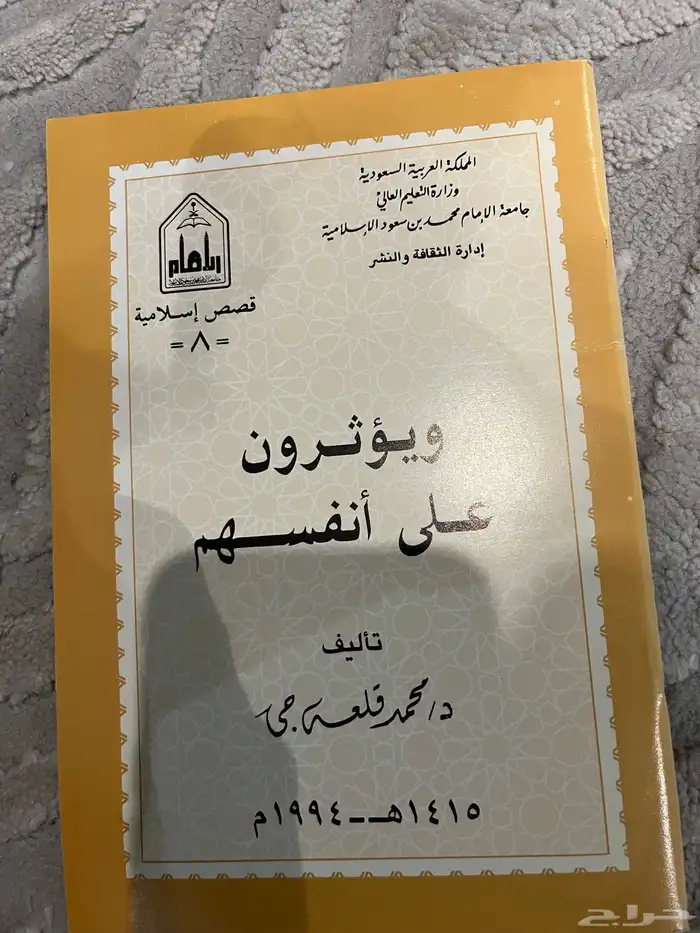 المملكة العربية السعودية
وزارة التعليم العالي
جامعة الإمام محمد بن سعود الإسلامية
إدارة الثقافة والنشر
قصص إسلامية
= ٨ =
ويؤثرون
على أنفسهم
تأليف
د/ محمد قلعه جي
١٤١٥هـ ــ ١٩٩٤م
حراج